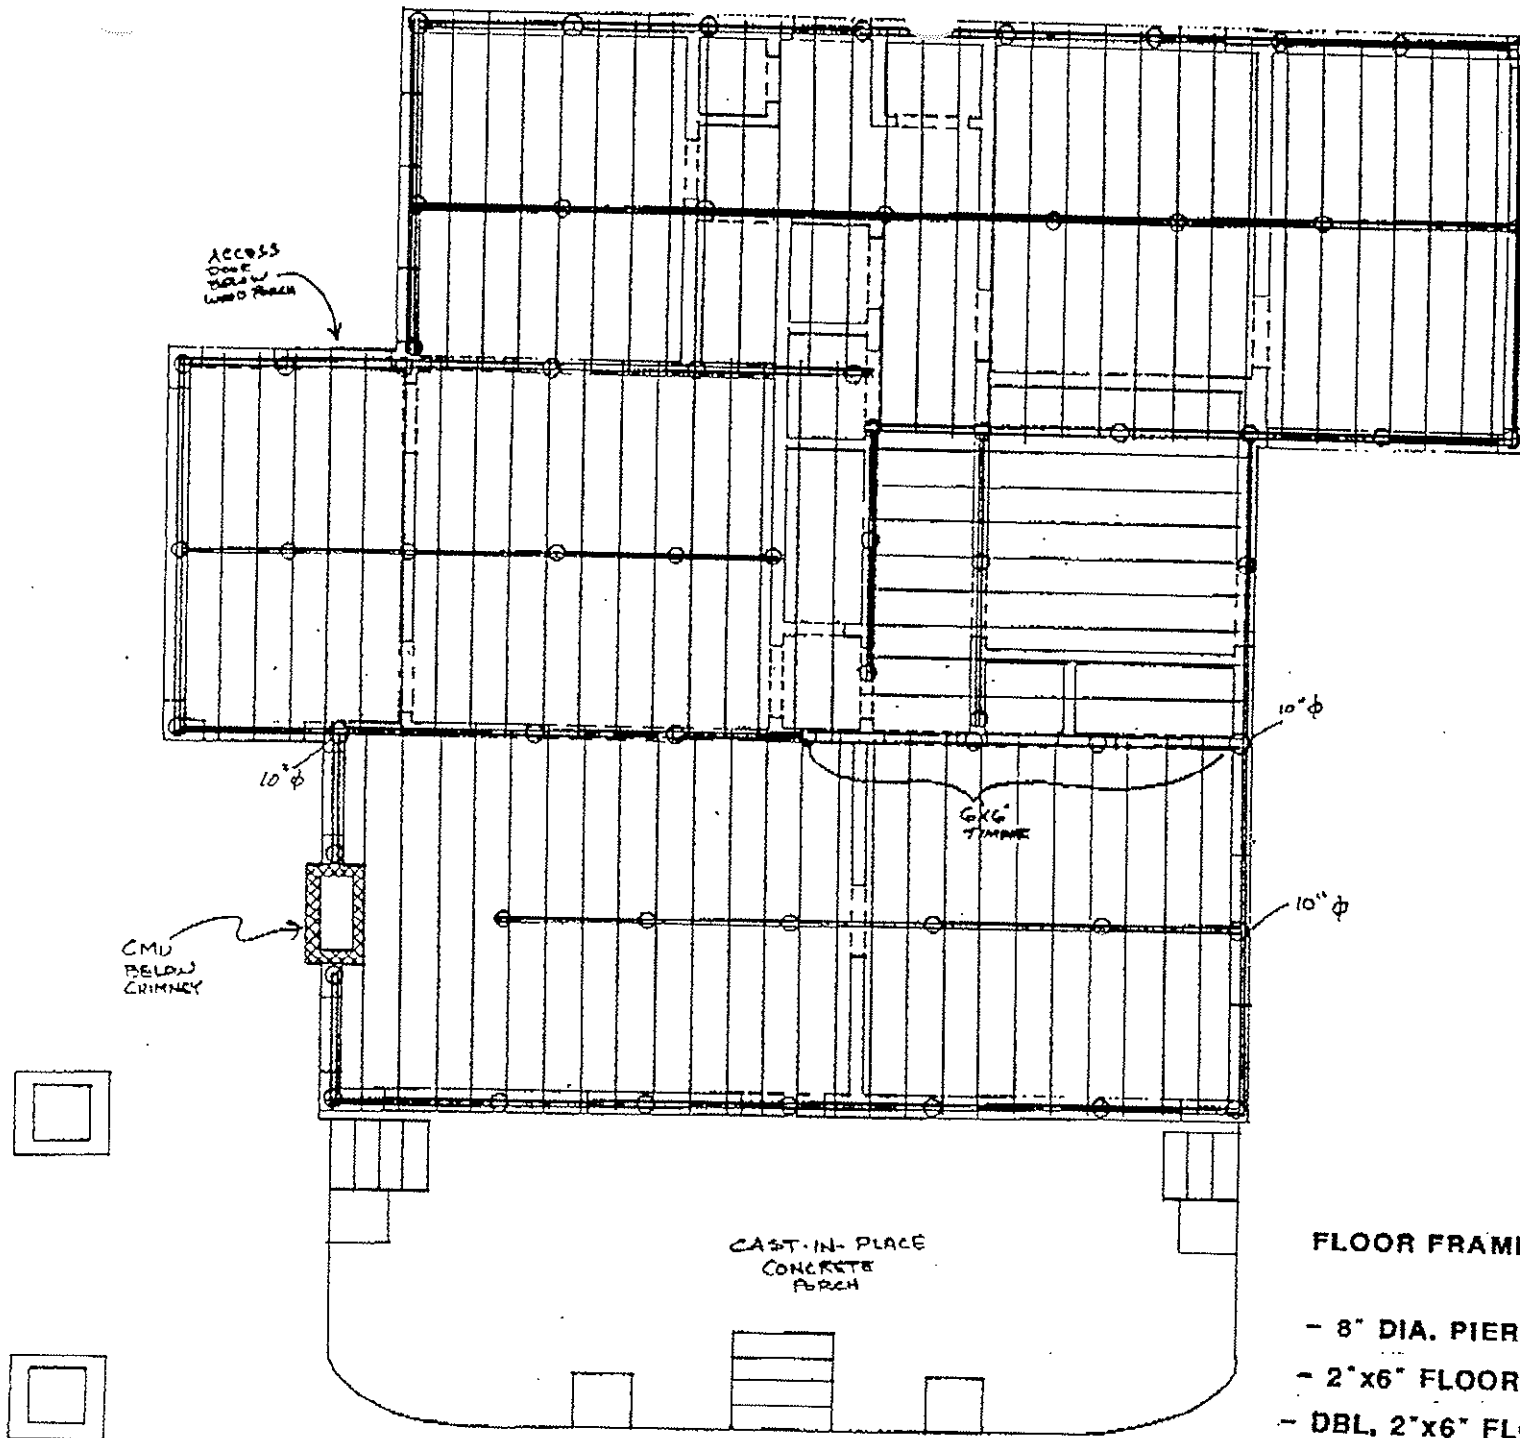 ACCESS
DOOR
BELOW
WOOD PORCH
10"φ
10"φ
6x6"
TIMBER
10"φ
CMU
BELOW
CHIMNEY
CAST-IN-PLACE
CONCRETE
PORCH
FLOOR FRAMI
- 8" DIA. PIER
- 2"x6" FLOOR
- DBL. 2"x6" FL